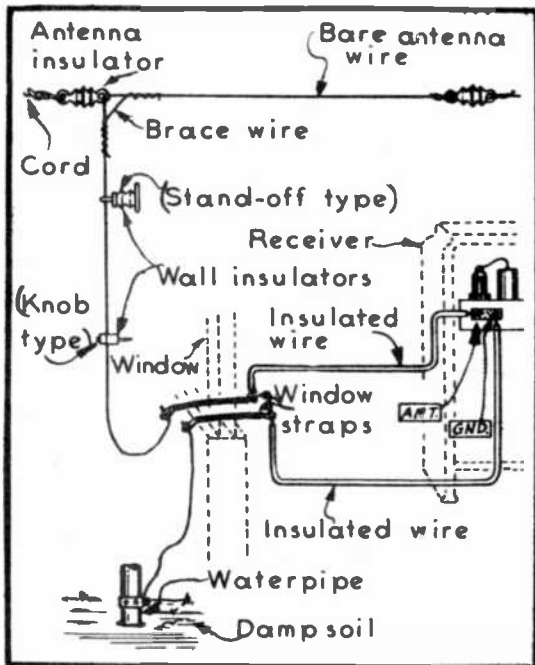 Antenna
insulator
Bare antenna
wire
Brace wire
Cord
(Stand-off type)
Receiver
Wall insulators
(Knob
type)
Insulated
wire
Window
Window
straps
ANT.
GND.
Insulated wire
Waterpipe
Damp soil